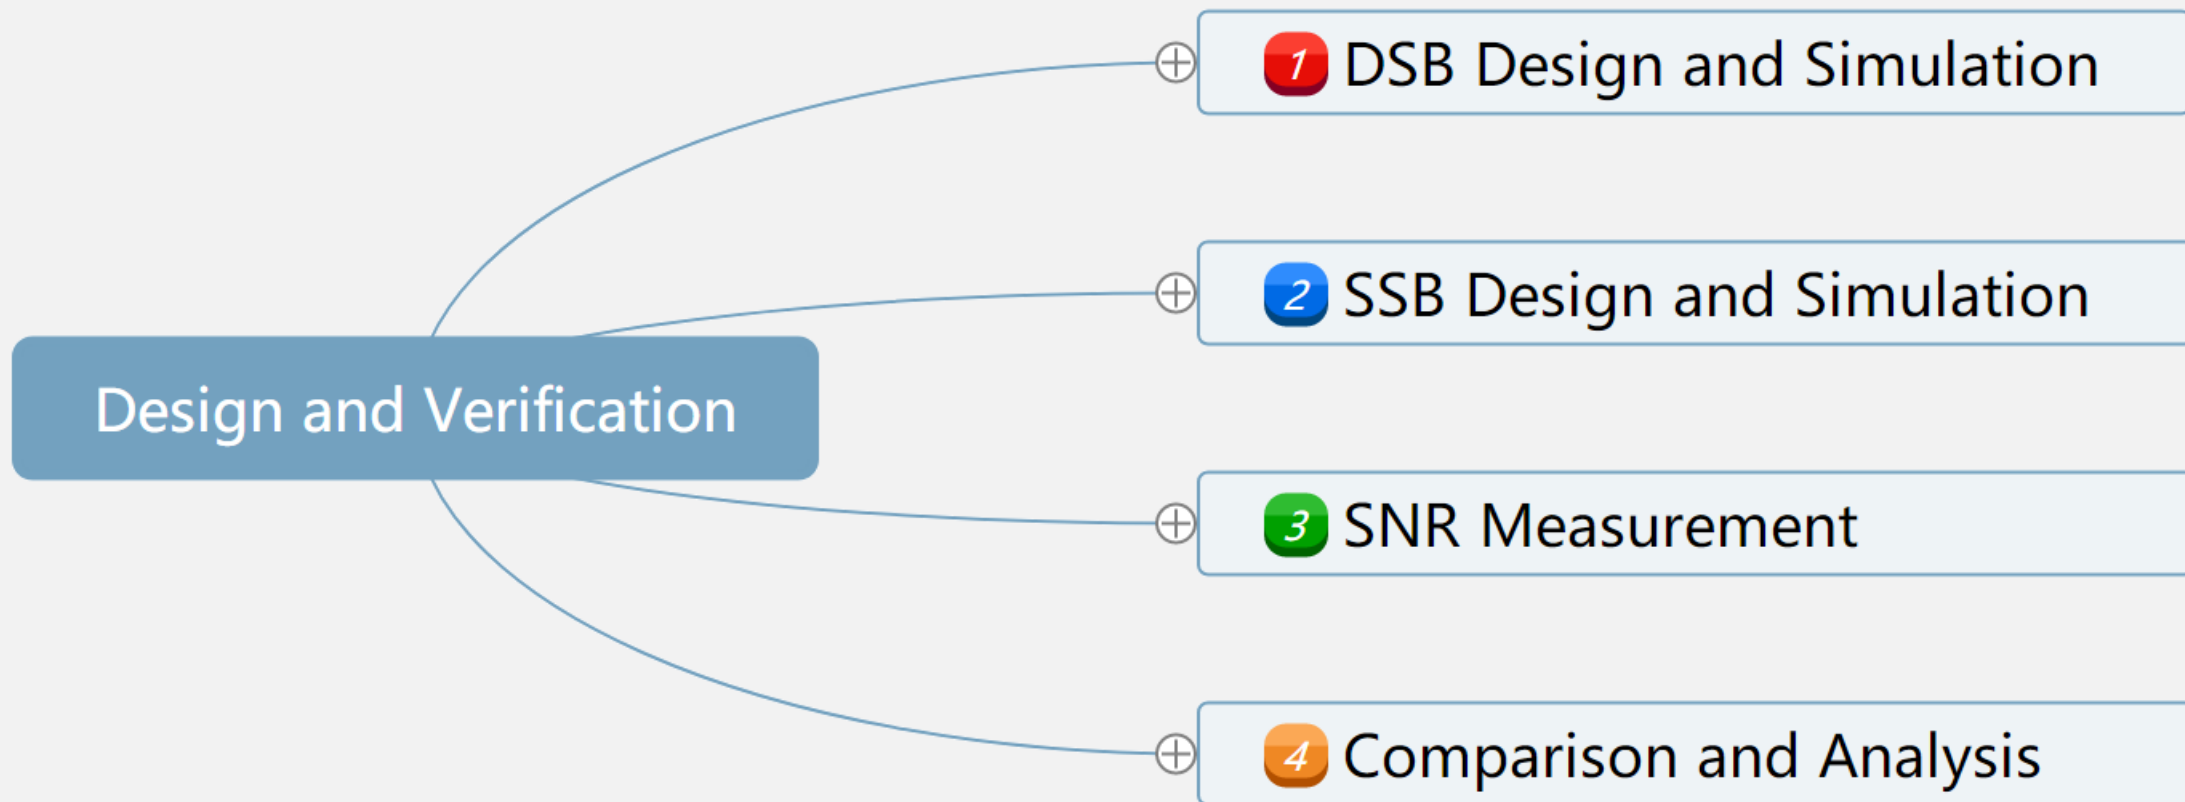 1 DSB Design and Simulation
2 SSB Design and Simulation
Design and Verification
3 SNR Measurement
4 Comparison and Analysis